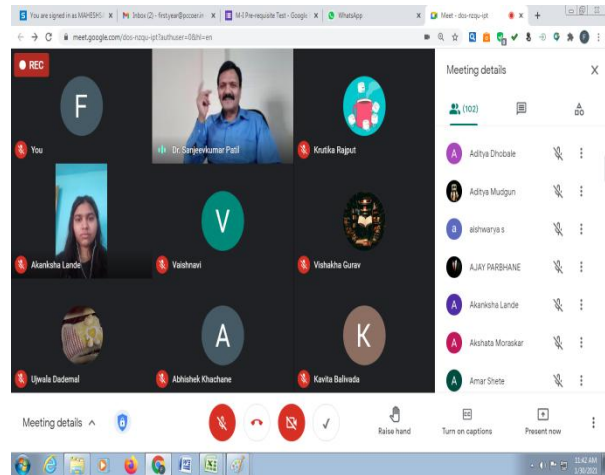 You are signed in as MAHESH
Inbox (2) - firstyear@pccoer.in
M-I Pre-requisite Test - Google
WhatsApp
Meet - dos-nzqu-ipt
meet.google.com/dos-nzqu-ipt?authuser=0&hl=en
REC
F
You
Dr. Sanjeevkumar Patil
Krutika Rajput
Akanksha Lande
V
Vaishnavi
Vishakha Gurav
Ujwala Dademal
A
Abhishek Khachane
K
Kavita Balivada
Meeting details
(102)
A Aditya Dhobale
Aditya Mudgun
a aishwarya s
AJAY PARBHANE
A Akanksha Lande
A Akshata Moraskar
A Amar Shete
Meeting details
Raise hand
Turn on captions
Present now
11:42 AM